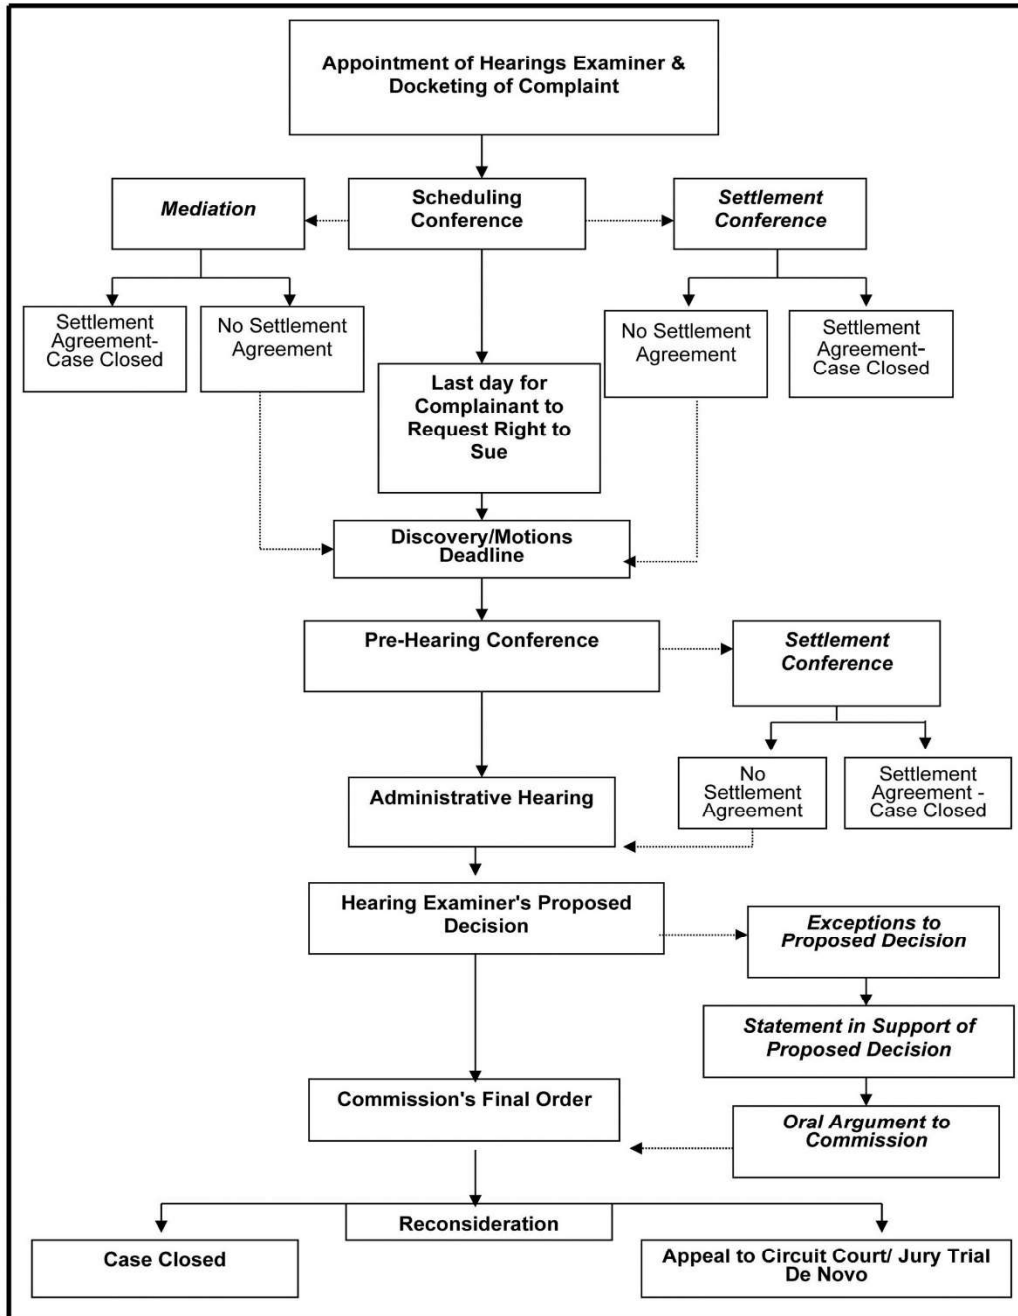 Appointment of Hearings Examiner &
Docketing of Complaint
Mediation
Scheduling
Conference
Settlement
Conference
Settlement
Agreement-
Case Closed
No Settlement
Agreement
No Settlement
Agreement
Settlement
Agreement-
Case Closed
Last day for
Complainant to
Request Right to
Sue
Discovery/Motions
Deadline
Pre-Hearing Conference
Settlement
Conference
No
Settlement
Agreement
Settlement
Agreement -
Case Closed
Administrative Hearing
Hearing Examiner's Proposed
Decision
Exceptions to
Proposed Decision
Statement in Support of
Proposed Decision
Commission's Final Order
Oral Argument to
Commission
Reconsideration
Case Closed
Appeal to Circuit Court/ Jury Trial
De Novo